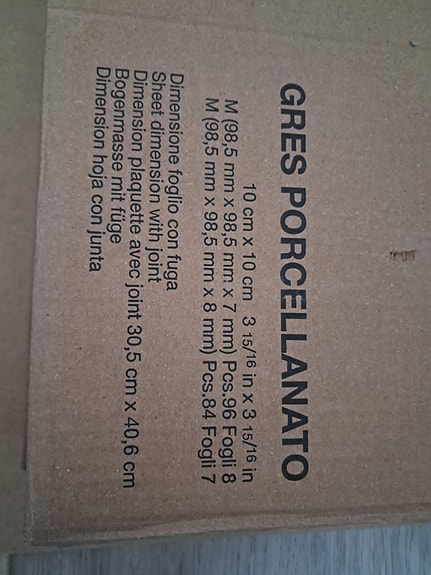 GRES PORCELLANATO
10 cm x 10 cm 3 15/16 in x 3 15/16 in
M (98,5 mm x 98,5 mm x 7 mm) Pcs.96 Fogli 8
M (98,5 mm x 98,5 mm x 8 mm) Pcs.84 Fogli 7
Dimensione foglio con fuga
Sheet dimension with joint
Dimension plaquette avec joint 30,5 cm x 40,6 cm
Bogenmasse mit füge
Dimension hoja con junta